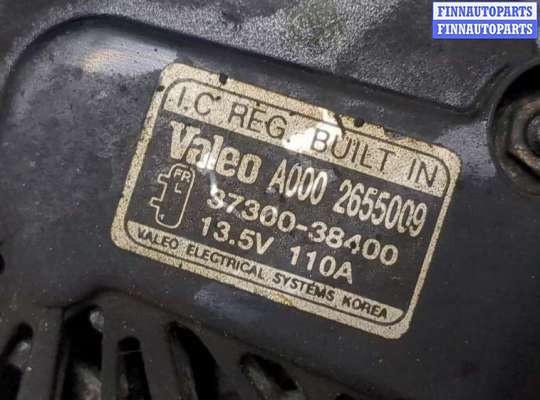 FINNAUTOPARTS
FINNAUTOPARTS
I.C REG. BUILT IN
Valeo A000 2655009
FR
L
37300-38400
13.5V 110A
VALEO ELECTRICAL SYSTEMS KOREA